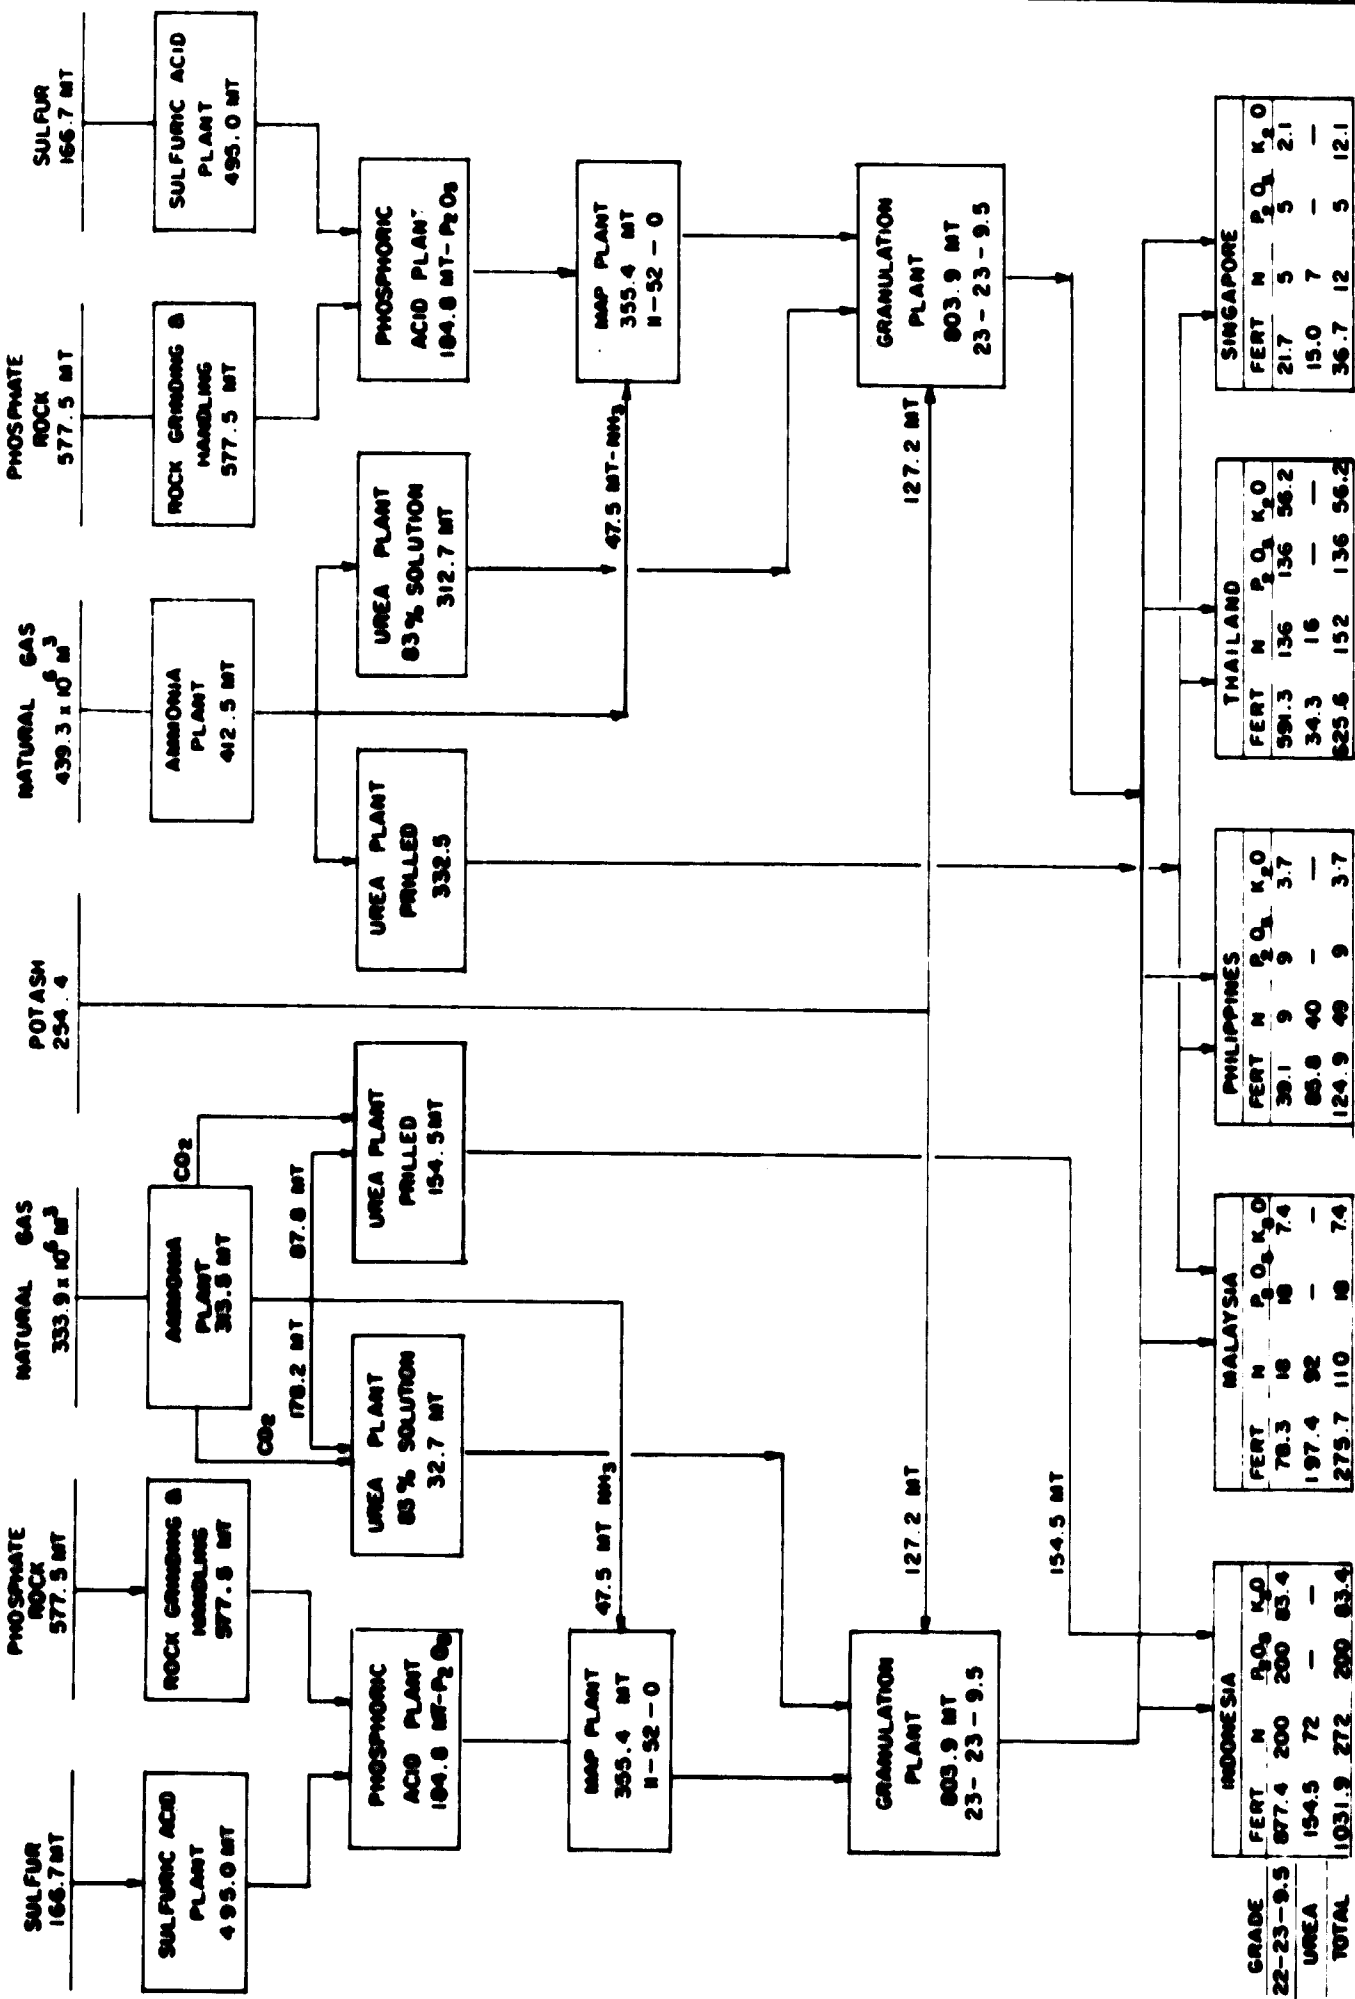 SULFUR
166.7 MT
PHOSPHATE
ROCK
577.5 MT
NATURAL GAS
333.9 x 10⁶ M³
POTASH
254.4
NATURAL GAS
439.3 x 10⁶ M³
PHOSPHATE
ROCK
577.5 MT
SULFUR
166.7 MT
SULFURIC ACID
PLANT
495.0 MT
ROCK GRINDING &
HANDLING
577.5 MT
AMMONIA
PLANT
313.5 MT
CO2
CO2
AMMONIA
PLANT
412.5 MT
ROCK GRINDING &
HANDLING
577.5 MT
SULFURIC ACID
PLANT
495.0 MT
178.2 MT
87.8 MT
PHOSPHORIC
ACID PLANT
184.8 MT-P2O5
UREA PLANT
83% SOLUTION
32.7 MT
UREA PLANT
PRILLED
154.5MT
UREA PLANT
PRILLED
332.5
UREA PLANT
83% SOLUTION
312.7 MT
PHOSPHORIC
ACID PLANT
184.8 MT-P2O5
47.5 MT NH3
47.5 MT-NH3
MAP PLANT
355.4 MT
11-52-0
MAP PLANT
355.4 MT
11-52-0
127.2 MT
127.2 MT
GRANULATION
PLANT
803.9 MT
23-23-9.5
GRANULATION
PLANT
803.9 MT
23-23-9.5
154.5 MT
INDONESIA
MALAYSIA
PHILIPPINES
THAILAND
SINGAPORE
GRADE FERT N P2O5 K2O FERT N P2O5 K2O FERT N P2O5 K2O FERT N P2O5 K2O FERT N P2O5 K2O
22-23-9.5 877.4 200 200 83.4 78.3 18 18 7.4 39.1 9 9 3.7 591.3 136 136 56.2 21.7 5 5 2.1
UREA 154.5 72 — — 197.4 92 — — 85.8 40 — — 34.3 16 — — 15.0 7 — —
TOTAL 1031.9 272 200 83.4 275.7 110 18 7.4 124.9 49 9 3.7 625.6 152 136 56.2 36.7 12 5 12.1